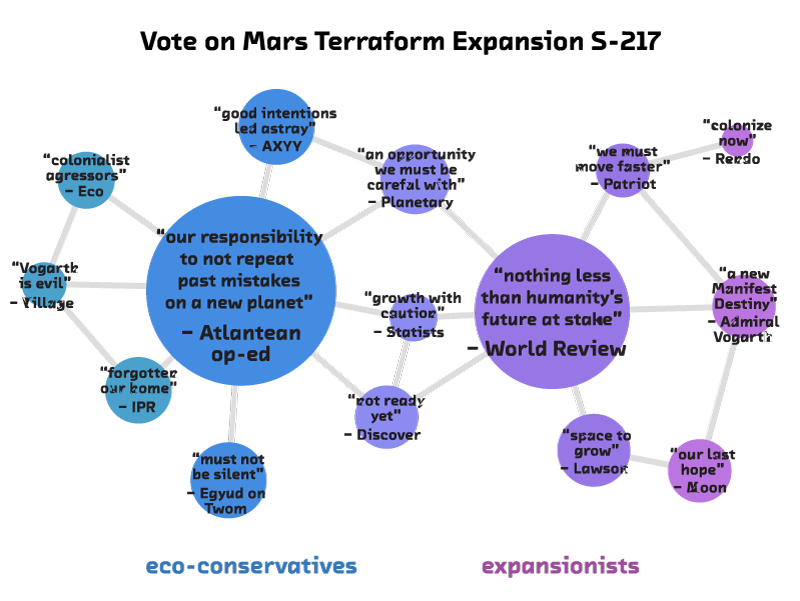 Vote on Mars Terraform Expansion S-217
“good intentions
led astray”
– AXYY
“colonize
now”
– Rendo
“we must
move faster”
– Patriot
“an opportunity
we must be
careful with”
– Planetary
“colonialist
agressors”
– Eco
“our responsibility
to not repeat
past mistakes
on a new planet”
– Atlantean
op-ed
“nothing less
than humanity’s
future at stake”
– World Review
“a new
Manifest
Destiny”
– Admiral
Vogarth
“Vogarth
is evil”
– Village
“growth with
caution”
– Statists
“forgotten
our home”
– IPR
“not ready
yet”
– Discover
“space to
grow”
– Lawson
“our last
hope”
– Moon
“must not
be silent”
– Egyud on
Twom
eco-conservatives
expansionists